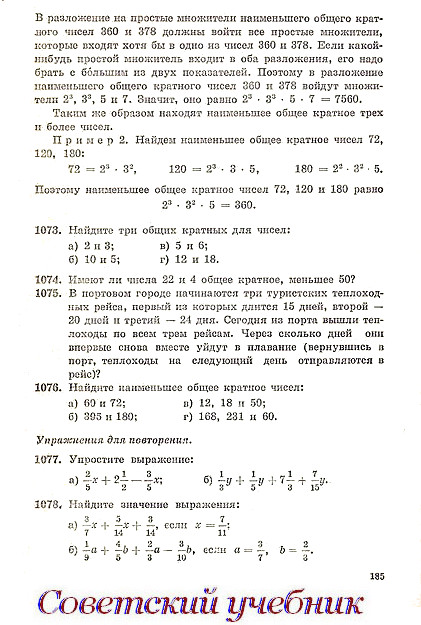 В разложение на простые множители наименьшего общего крат-
лого чисел 360 и 378 должны войти все простые множители,
которые входят хотя бы в одно из чисел 360 и 378. Если какой-
нибудь простой множитель входит в оба разложения, его надо
брать с бóльшим из двух показателей. Поэтому в разложение
наименьшего общего кратного чисел 360 и 378 войдут множи-
тели 2³, 3³, 5 и 7. Значит, оно равно 2³ · 3³ · 5 · 7 = 7560.
Таким же образом находят наименьшее общее кратное трех
и более чисел.
Пример 2. Найдем наименьшее общее кратное чисел 72,
120, 180:
72 = 2³ · 3², 120 = 2³ · 3 · 5, 180 = 2² · 3² · 5.
Поэтому наименьшее общее кратное чисел 72, 120 и 180 равно
2³ · 3² · 5 = 360.
1073. Найдите три общих кратных для чисел:
а) 2 и 3; в) 5 и 6;
б) 10 и 5; г) 12 и 18.
1074. Имеют ли числа 22 и 4 общее кратное, меньшее 50?
1075. В портовом городе начинаются три туристских теплоход-
ных рейса, первый из которых длится 15 дней, второй —
20 дней и третий — 24 дня. Сегодня из порта вышли теп-
лоходы по всем трем рейсам. Через сколько дней они
впервые снова вместе уйдут в плавание (вернувшись в
порт, теплоходы на следующий день отправляются в
рейс)?
1076. Найдите наименьшее общее кратное чисел:
а) 60 и 72; в) 12, 18 и 50;
б) 395 и 180; г) 168, 231 и 60.
Упражнения для повторения.
1077. Упростите выражение:
а) 2/5x + 2 1/2 − 3/5x; б) 1/3y + 1/5y + 7 1/3 + 7/15y.
1078. Найдите значение выражения:
а) 3/7x + 5/14x + 3/14, если x = 7/11;
б) 1/9a + 4/5b + 2/3a − 3/10b, если a = 3/7, b = 2/3.
185
Советский учебник